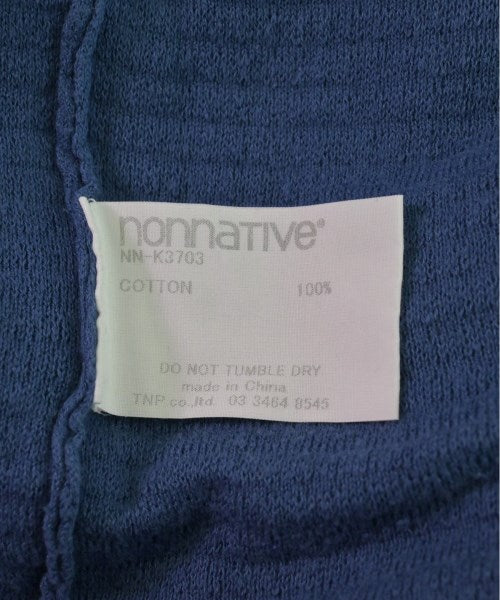 nonnative®
NN-K3703
COTTON 100%
DO NOT TUMBLE DRY
made in China
TNP co.,ltd. 03 3464 8545